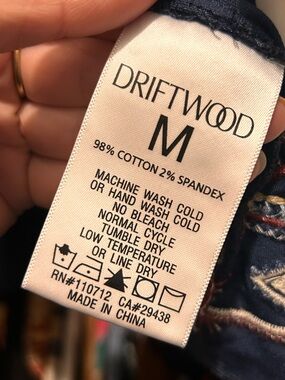 DRIFTWOOD
M
98% COTTON 2% SPANDEX
MACHINE WASH COLD
OR HAND WASH COLD
NO BLEACH
NORMAL CYCLE
TUMBLE DRY
LOW TEMPERATURE
OR LINE DRY
RN#110712 CA#29438
MADE IN CHINA